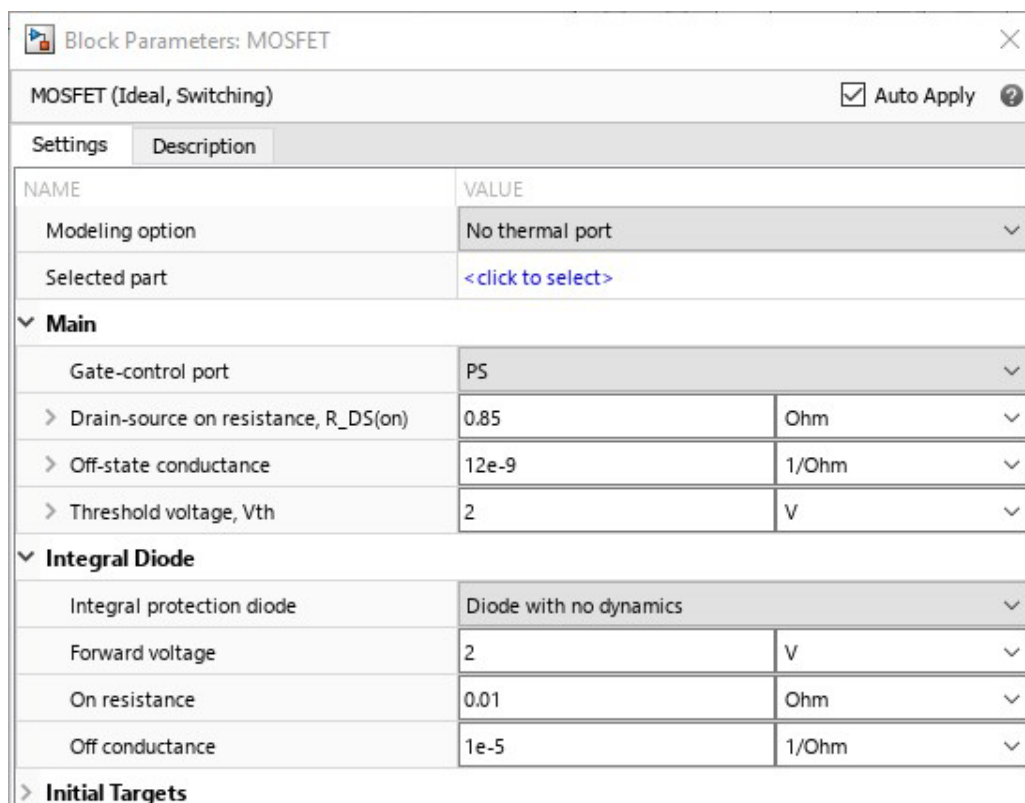 Block Parameters: MOSFET
MOSFET (Ideal, Switching) Auto Apply ?
Settings Description
NAME VALUE
Modeling option No thermal port
Selected part <click to select>
Main
Gate-control port PS
Drain-source on resistance, R_DS(on) 0.85 Ohm
Off-state conductance 12e-9 1/Ohm
Threshold voltage, Vth 2 V
Integral Diode
Integral protection diode Diode with no dynamics
Forward voltage 2 V
On resistance 0.01 Ohm
Off conductance 1e-5 1/Ohm
Initial Targets